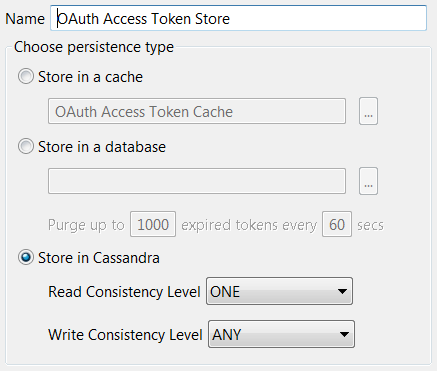 Name OAuth Access Token Store
Choose persistence type
Store in a cache
OAuth Access Token Cache ...
Store in a database
...
Purge up to 1000 expired tokens every 60 secs
Store in Cassandra
Read Consistency Level ONE
Write Consistency Level ANY